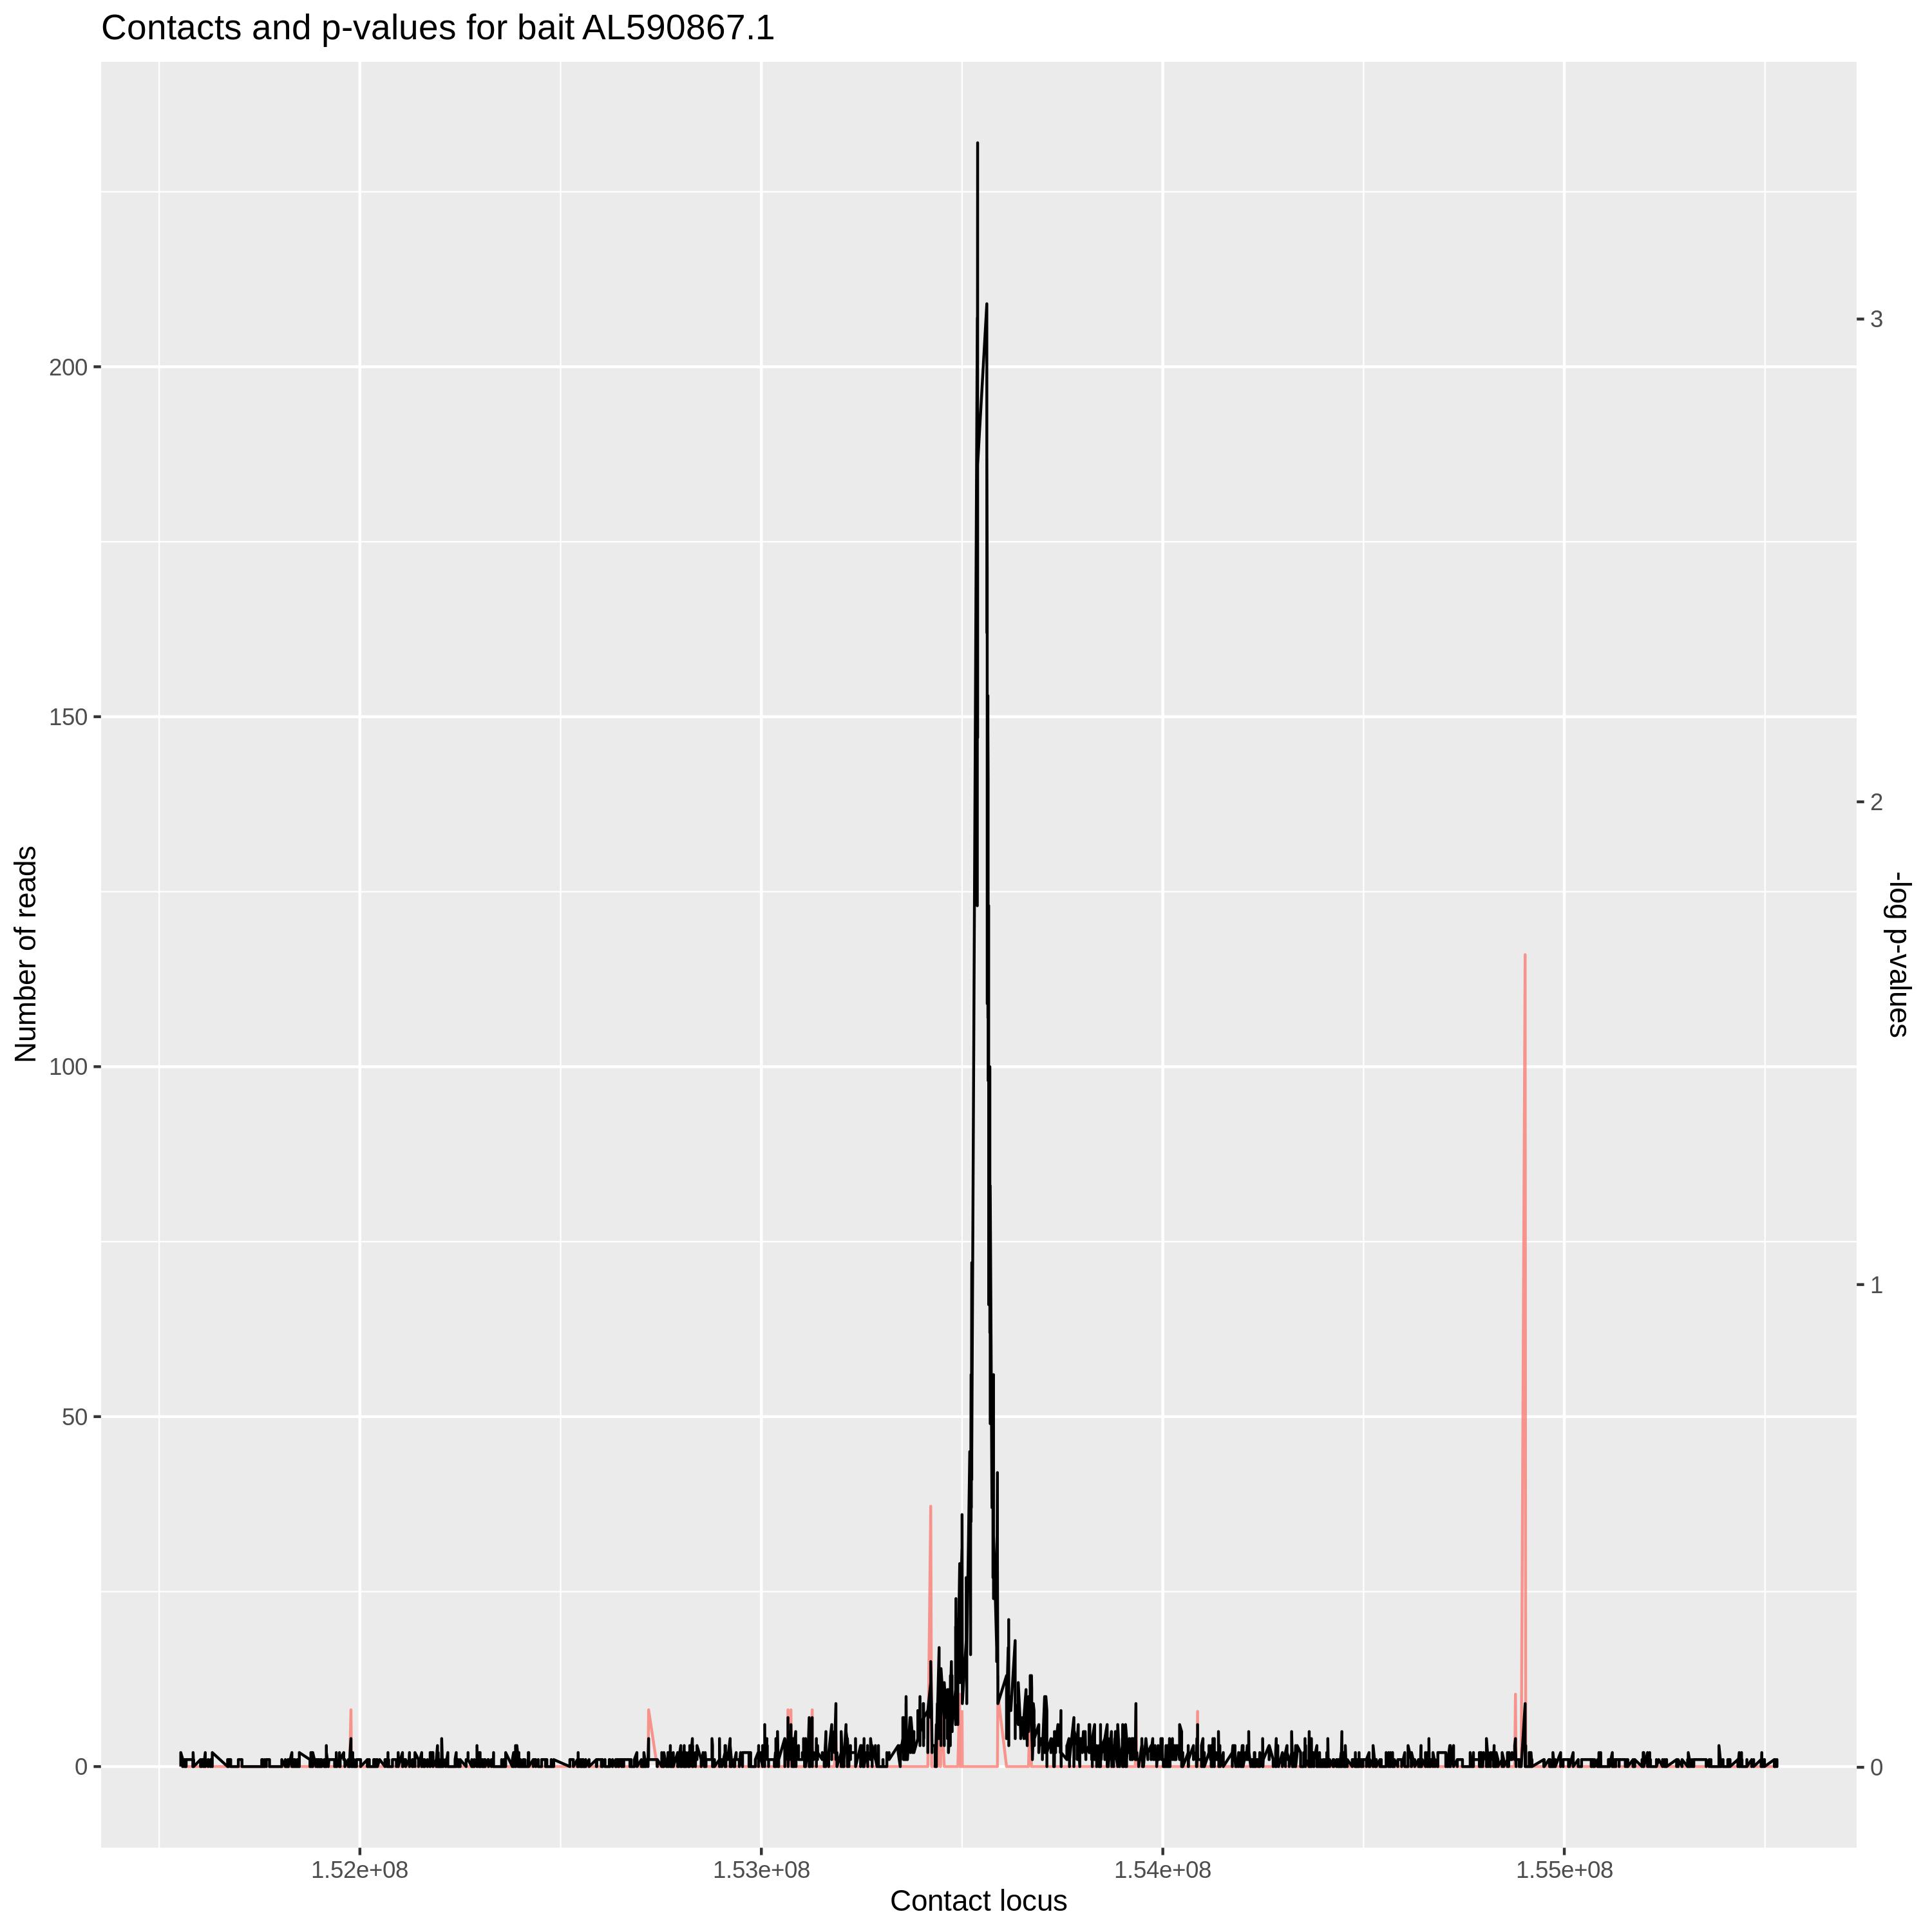 Contacts and p-values for bait AL590867.1
Number of reads
200
150
100
50
0
3
2
1
0
-log p-values
1.52e+08
1.53e+08
1.54e+08
1.55e+08
Contact locus